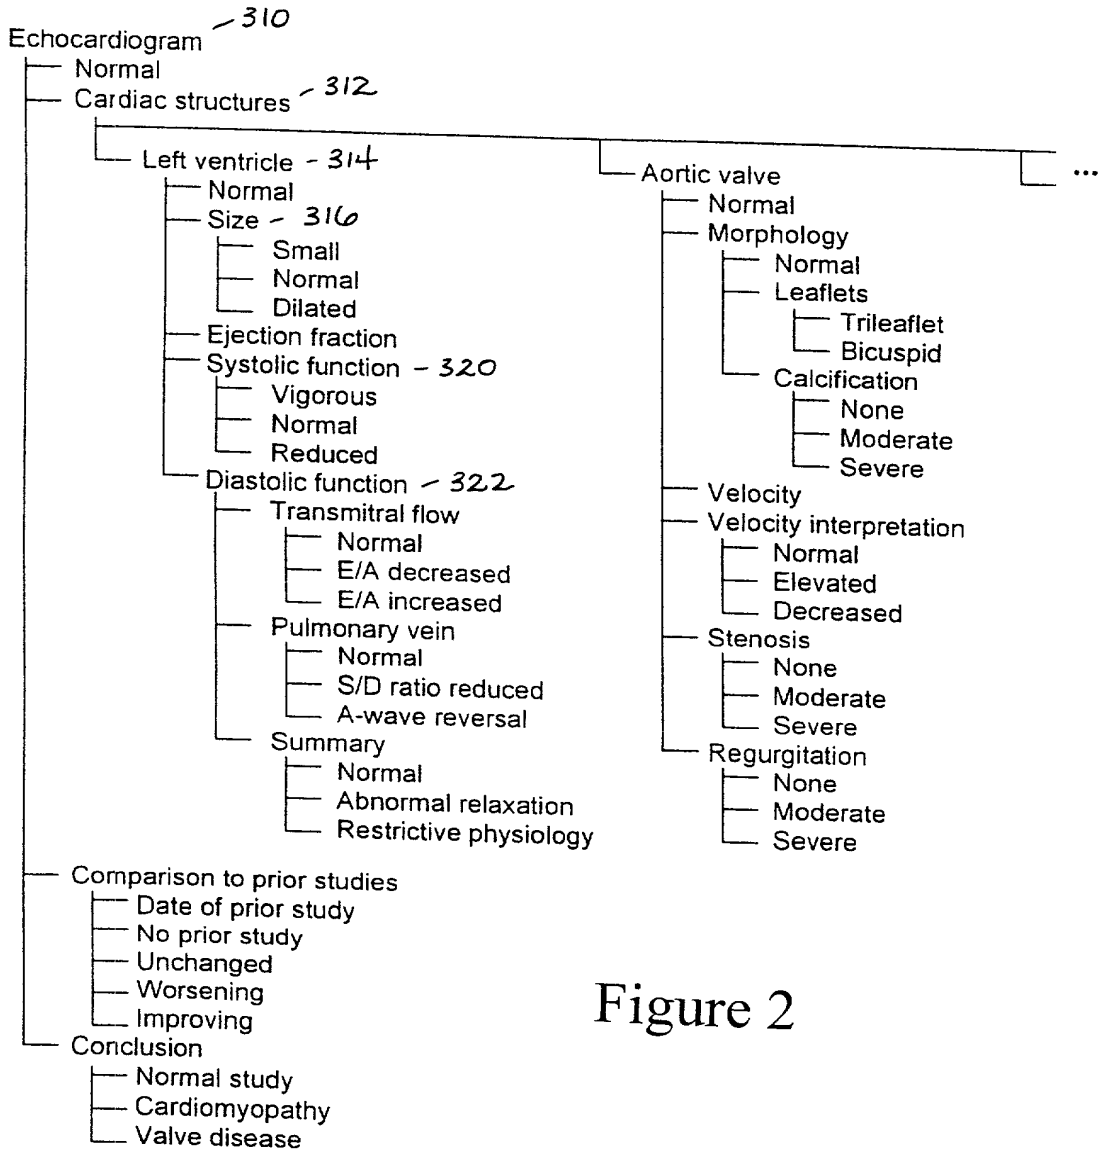 Echocardiogram - 310
Normal
Cardiac structures - 312
Left ventricle - 314
Normal
Size - 316
Small
Normal
Dilated
Ejection fraction
Systolic function - 320
Vigorous
Normal
Reduced
Diastolic function - 322
Transmitral flow
Normal
E/A decreased
E/A increased
Pulmonary vein
Normal
S/D ratio reduced
A-wave reversal
Summary
Normal
Abnormal relaxation
Restrictive physiology
Aortic valve
Normal
Morphology
Normal
Leaflets
Trileaflet
Bicuspid
Calcification
None
Moderate
Severe
Velocity
Velocity interpretation
Normal
Elevated
Decreased
Stenosis
None
Moderate
Severe
Regurgitation
None
Moderate
Severe
...
Comparison to prior studies
Date of prior study
No prior study
Unchanged
Worsening
Improving
Conclusion
Normal study
Cardiomyopathy
Valve disease
Figure 2